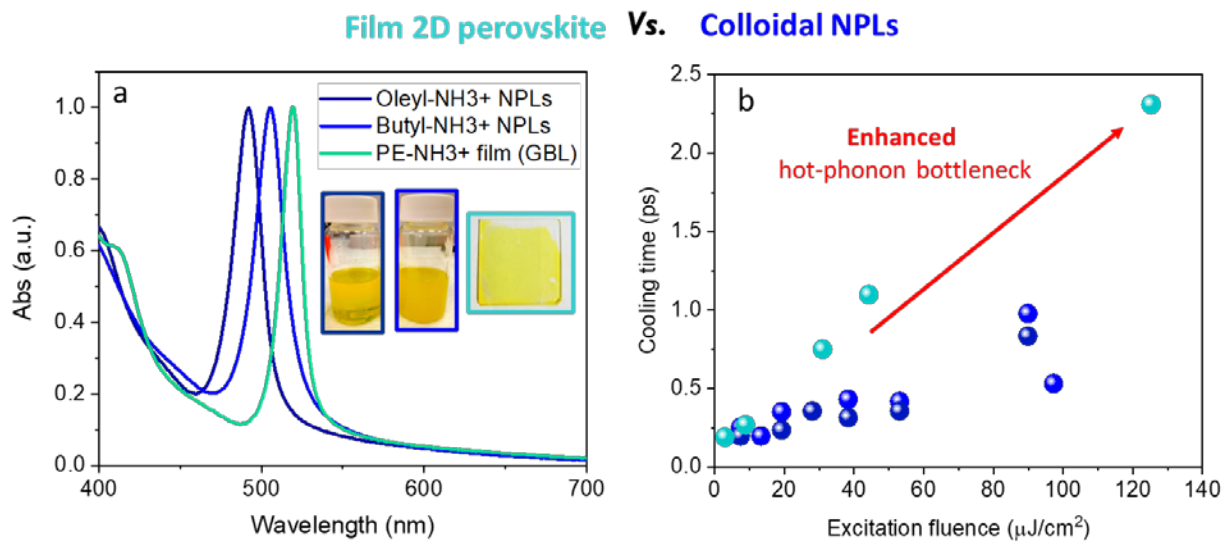 Film 2D perovskite Vs. Colloidal NPLs
a
Oleyl-NH3+ NPLs
Butyl-NH3+ NPLs
PE-NH3+ film (GBL)
1.0
0.8
0.6
0.4
0.2
0.0
Abs (a.u.)
400 500 600 700
Wavelength (nm)
b
Enhanced
hot-phonon bottleneck
2.5
2.0
1.5
1.0
0.5
0.0
Cooling time (ps)
0 20 40 60 80 100 120 140
Excitation fluence (μJ/cm²)